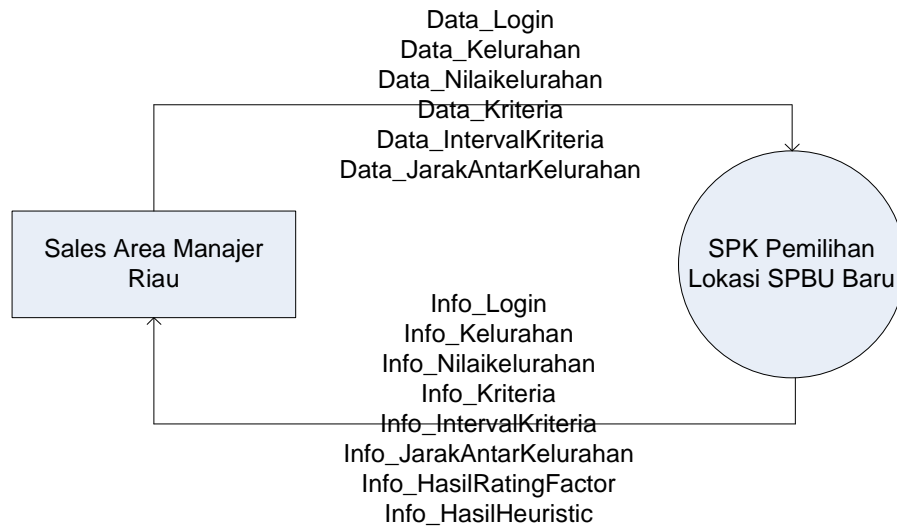 Data_Login
Data_Kelurahan
Data_Nilaikelurahan
Data_Kriteria
Data_IntervalKriteria
Data_JarakAntarKelurahan
Sales Area Manajer
Riau
SPK Pemilihan
Lokasi SPBU Baru
Info_Login
Info_Kelurahan
Info_Nilaikelurahan
Info_Kriteria
Info_IntervalKriteria
Info_JarakAntarKelurahan
Info_HasilRatingFactor
Info_HasilHeuristic